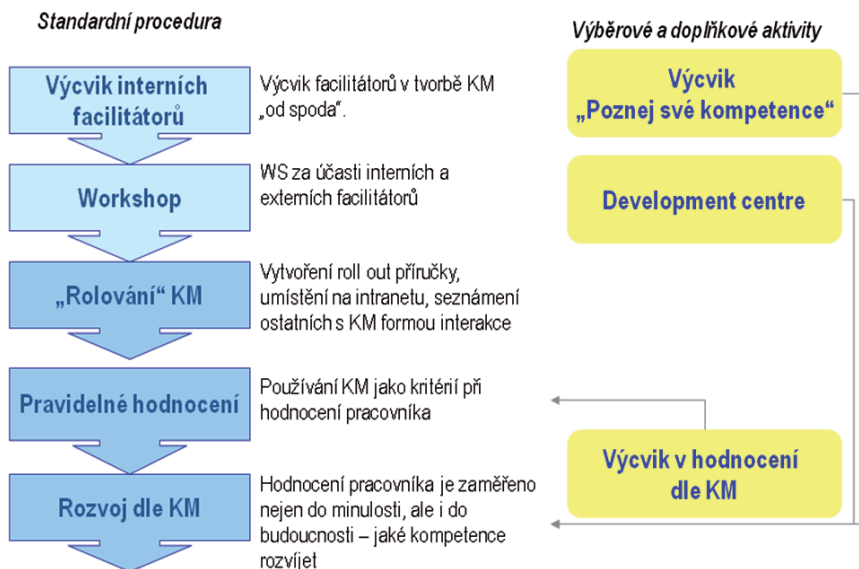 Standardní procedura
Výběrové a doplňkové aktivity
Výcvik interních
facilitátorů
Výcvik facilitátorů v tvorbě KM
„od spoda“.
Výcvik
„Poznej své kompetence“
Workshop
WS za účasti interních a
externích facilitátorů
Development centre
„Rolování“ KM
Vytvoření roll out příručky,
umístění na intranetu, seznámení
ostatních s KM formou interakce
Pravidelné hodnocení
Používání KM jako kritérií při
hodnocení pracovníka
Výcvik v hodnocení
dle KM
Rozvoj dle KM
Hodnocení pracovníka je zaměřeno
nejen do minulosti, ale i do
budoucnosti – jaké kompetence
rozvíjet